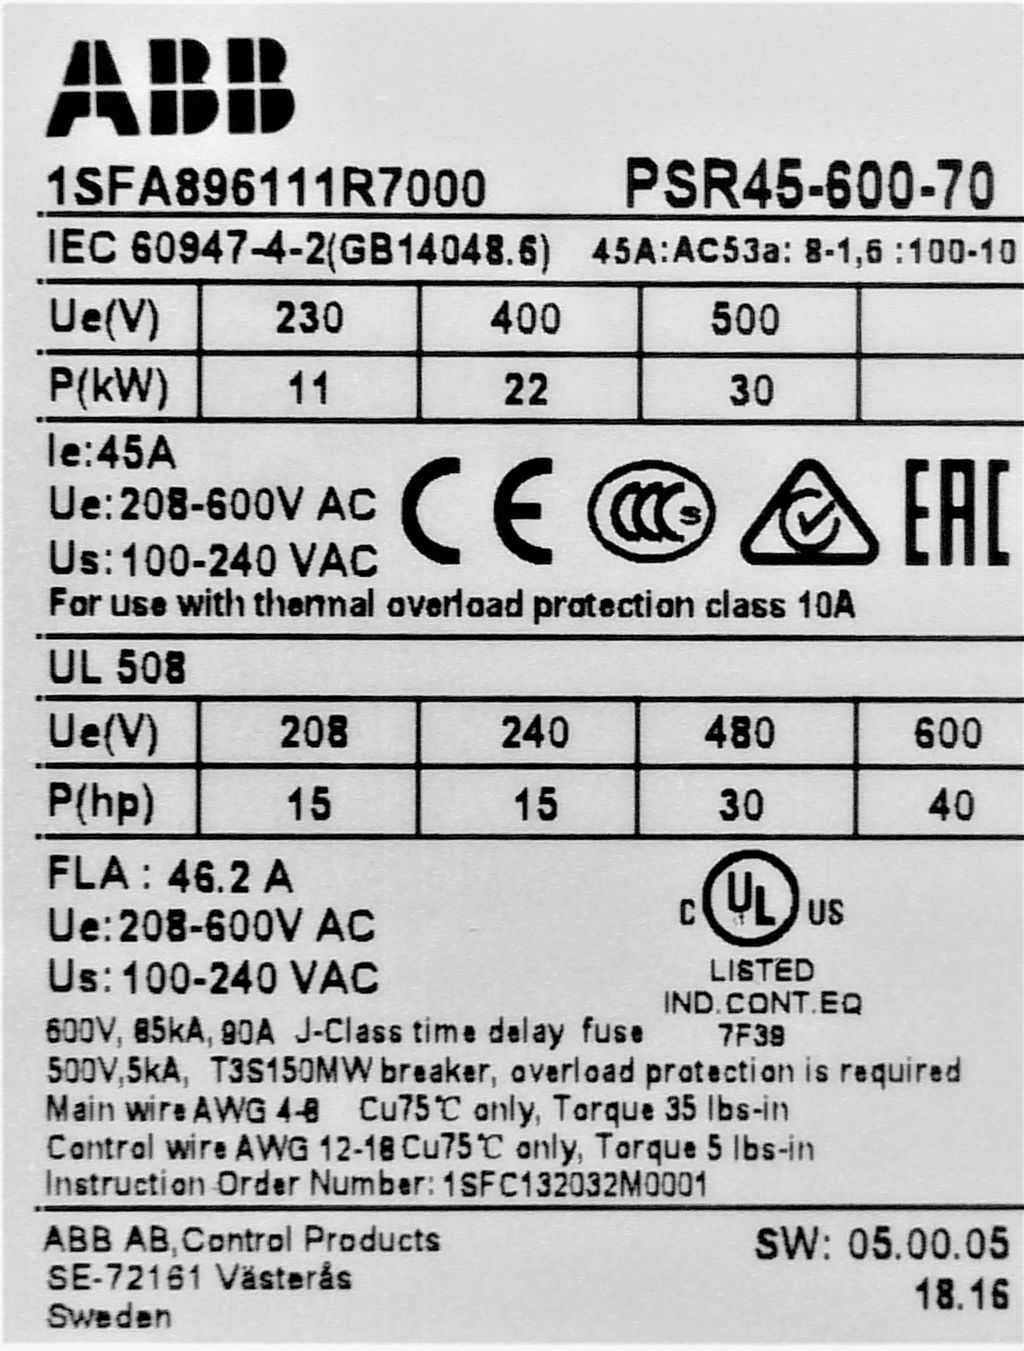 ABB
1SFA896111R7000 PSR45-600-70
IEC 60947-4-2(GB14048.6) 45A:AC53a: 8-1,6 :100-10
Ue(V) 230 400 500
P(kW) 11 22 30
Ie:45A
Ue:208-600V AC
Us:100-240 VAC
CE CCC S EAC
For use with thermal overload protection class 10A
UL 508
Ue(V) 208 240 480 600
P(hp) 15 15 30 40
FLA : 46.2 A
Ue:208-600V AC
Us:100-240 VAC
C UL US
LISTED
IND.CONT.EQ
7F39
600V, 85kA, 90A J-Class time delay fuse
500V,5kA, T3S150MW breaker, overload protection is required
Main wire AWG 4-8 Cu75℃ only, Torque 35 lbs-in
Control wire AWG 12-18 Cu75℃ only, Torque 5 lbs-in
Instruction Order Number: 1SFC132032M0001
ABB AB,Control Products
SE-72161 Västerås
Sweden
SW: 05.00.05
18.16